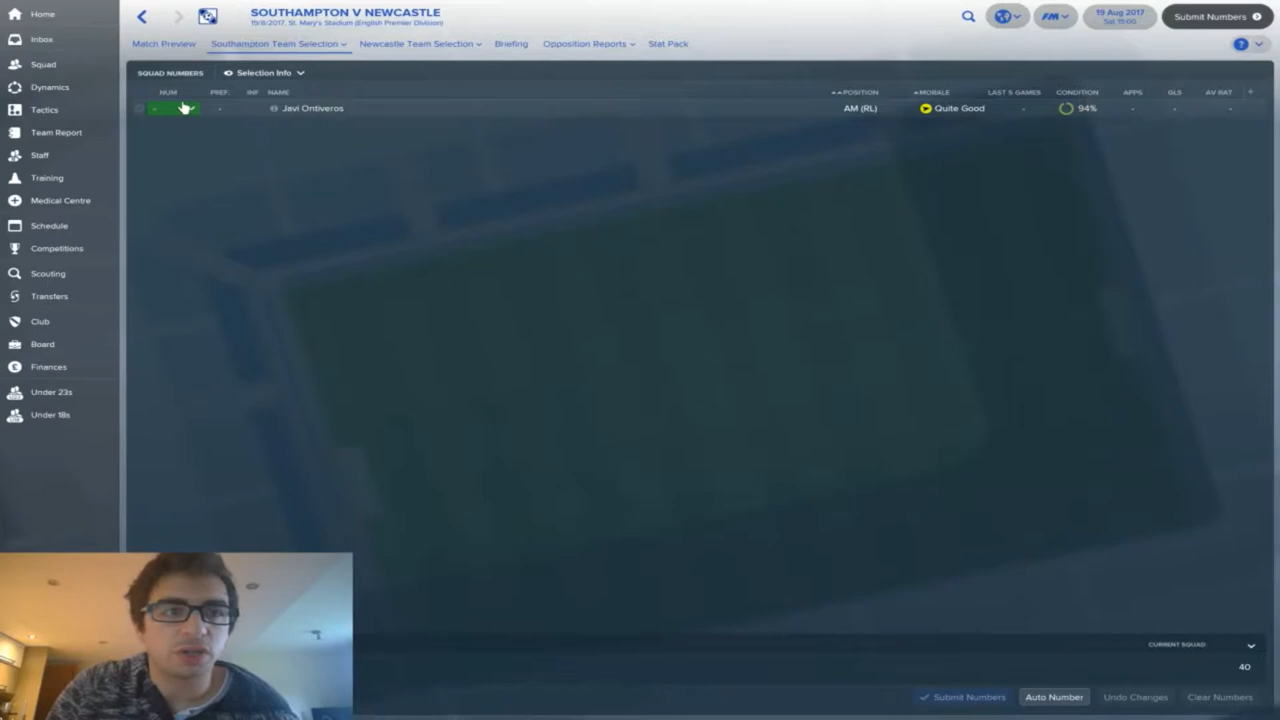 Home
Inbox
Squad
Dynamics
Tactics
Team Report
Staff
Training
Medical Centre
Schedule
Competitions
Scouting
Transfers
Club
Board
Finances
Under 23s
Under 18s
SOUTHAMPTON V NEWCASTLE
19/8/2017, St. Mary's Stadium (English Premier Division)
FM
19 Aug 2017
Sat 15:00
Submit Numbers
Match Preview Southampton Team Selection Newcastle Team Selection Briefing Opposition Reports Stat Pack
?
SQUAD NUMBERS Selection Info
NUM PREF. INF NAME POSITION MORALE LAST 5 GAMES CONDITION APPS GLS AV RAT +
- - Javi Ontiveros AM (RL) Quite Good - 94% - - -
CURRENT SQUAD
40
Submit Numbers Auto Number Undo Changes Clear Numbers